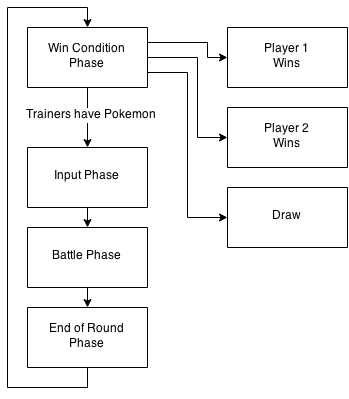 Win Condition
Phase
Player 1
Wins
Trainers have Pokemon
Player 2
Wins
Input Phase
Draw
Battle Phase
End of Round
Phase